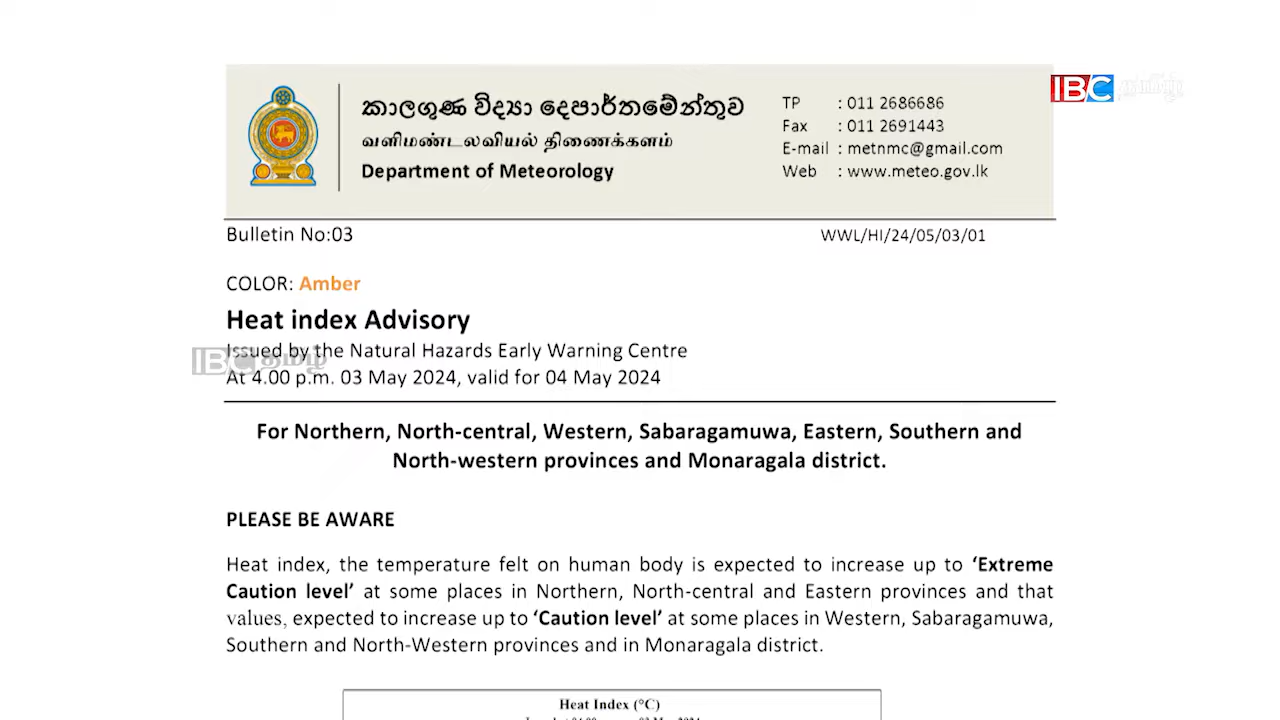 කාලගුණ විද්‍යා දෙපාර්තමේන්තුව
வளிமண்டலவியல் திணைக்களம்
Department of Meteorology
TP : 011 2686686
Fax : 011 2691443
E-mail : metnmc@gmail.com
Web : www.meteo.gov.lk
IBC தமிழ்
Bulletin No:03
WWL/HI/24/05/03/01
COLOR: Amber
Heat index Advisory
Issued by the Natural Hazards Early Warning Centre
IBC தமிழ்
At 4.00 p.m. 03 May 2024, valid for 04 May 2024
For Northern, North-central, Western, Sabaragamuwa, Eastern, Southern and
North-western provinces and Monaragala district.
PLEASE BE AWARE
Heat index, the temperature felt on human body is expected to increase up to ‘Extreme
Caution level’ at some places in Northern, North-central and Eastern provinces and that
values, expected to increase up to ‘Caution level’ at some places in Western, Sabaragamuwa,
Southern and North-Western provinces and in Monaragala district.
Heat Index (°C)